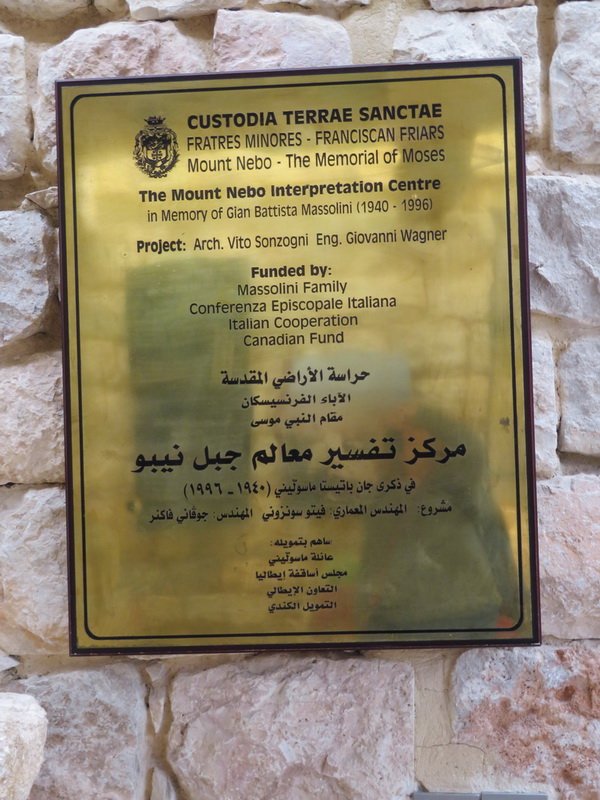 CUSTODIA TERRAE SANCTAE
FRATRES MINORES - FRANCISCAN FRIARS
Mount Nebo - The Memorial of Moses
The Mount Nebo Interpretation Centre
in Memory of Gian Battista Massolini (1940 - 1996)
Project: Arch. Vito Sonzogni Eng. Giovanni Wagner
Funded by:
Massolini Family
Conferenza Episcopale Italiana
Italian Cooperation
Canadian Fund
حراسة الأراضي المقدسة
الآباء الفرنسيسكان
مقام النبي موسى
مركز تفسير معالم جبل نيبو
في ذكرى جان باتيستا ماسوليني (١٩٤٠ - ١٩٩٦)
مشروع: المهندس المعماري: فيتو سونزوني المهندس: جوفاني فاكنر
ساهم بتمويله:
عائلة ماسوليني
مجلس أساقفة إيطاليا
التعاون الإيطالي
التمويل الكندي